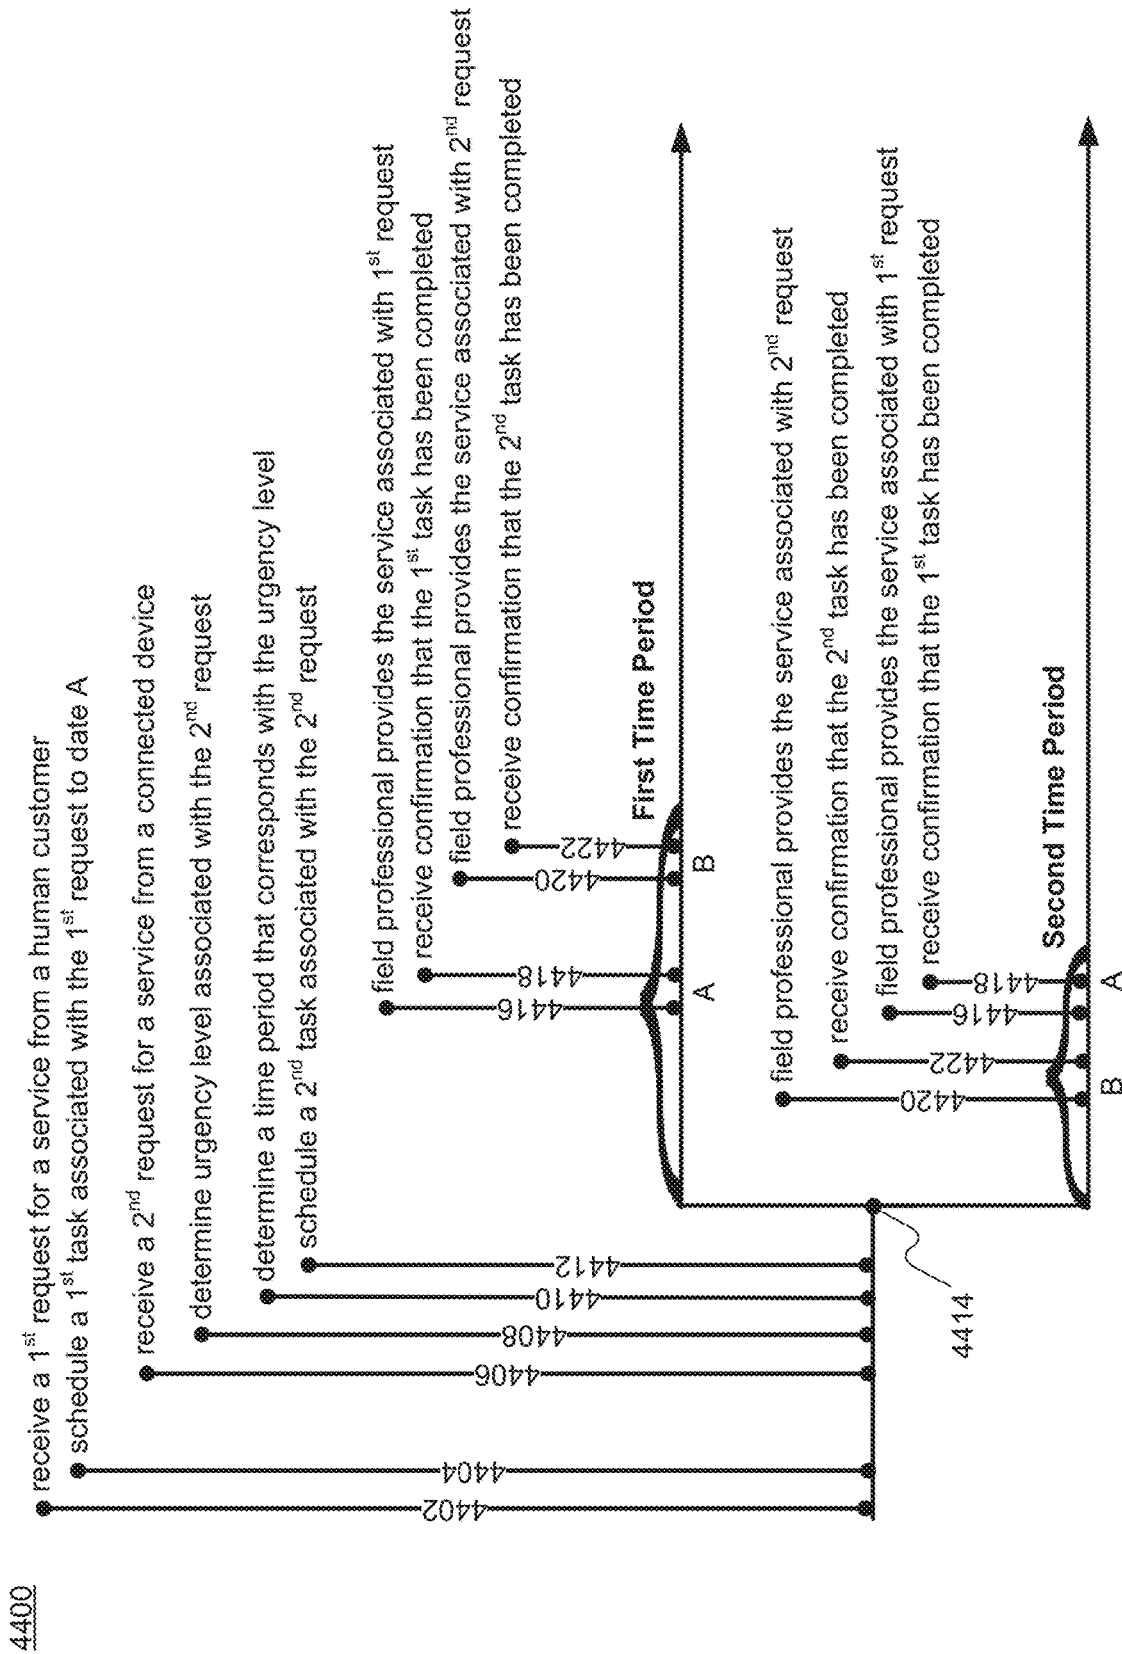 4400
receive a 1st request for a service from a human customer
schedule a 1st task associated with the 1st request to date A
receive a 2nd request for a service from a connected device
determine urgency level associated with the 2nd request
determine a time period that corresponds with the urgency level
schedule a 2nd task associated with the 2nd request
4402
4404
4406
4408
4410
4412
4414
field professional provides the service associated with 1st request
receive confirmation that the 1st task has been completed
field professional provides the service associated with 2nd request
receive confirmation that the 2nd task has been completed
4416
4418
4420
4422
First Time Period
A
B
field professional provides the service associated with 2nd request
receive confirmation that the 2nd task has been completed
field professional provides the service associated with 1st request
receive confirmation that the 1st task has been completed
4420
4422
4416
4418
Second Time Period
B
A